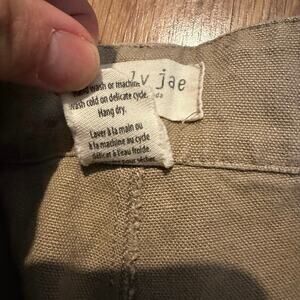 lv jae
wash or machine
wash cold on delicate cycle.
Hang dry.
Laver à la main ou
à la machine au cycle
délicat à l'eau froide.